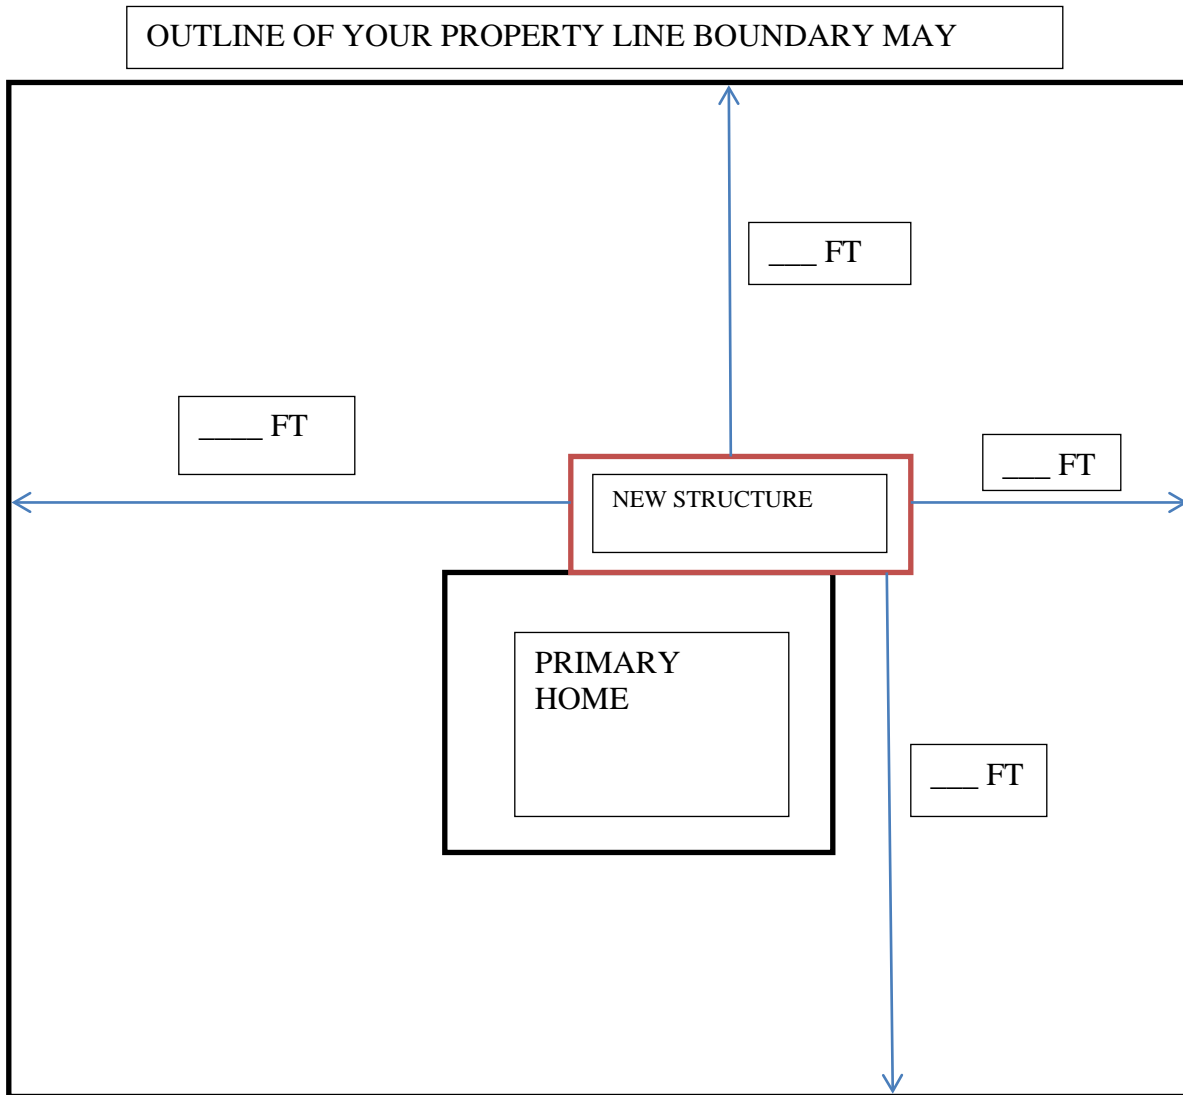 OUTLINE OF YOUR PROPERTY LINE BOUNDARY MAY
___ FT
____ FT
___ FT
NEW STRUCTURE
PRIMARY
HOME
___ FT